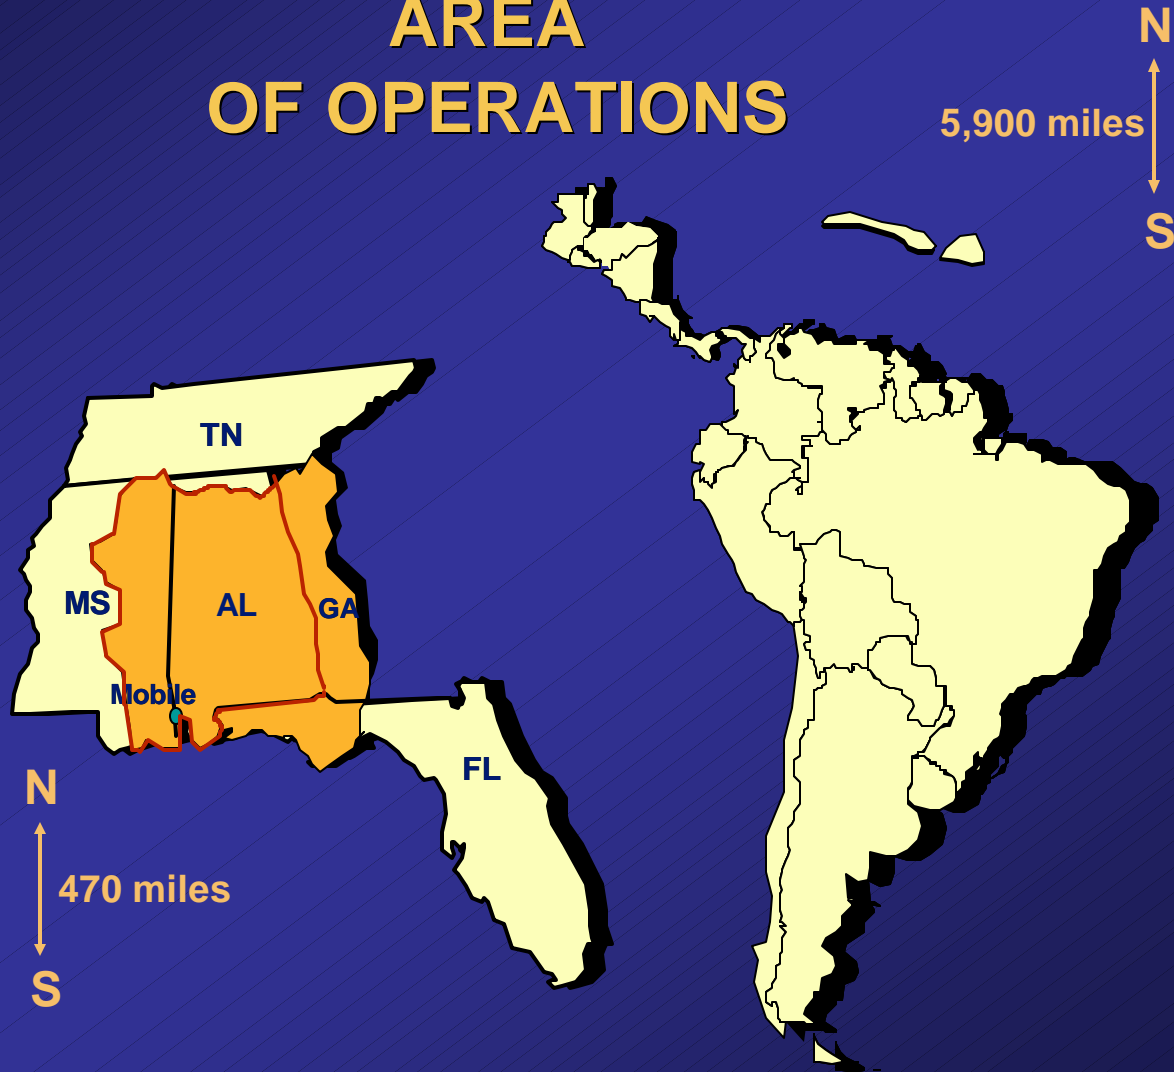 AREA
OF OPERATIONS
N
5,900 miles
S
TN
MS
AL
GA
Mobile
FL
N
470 miles
S